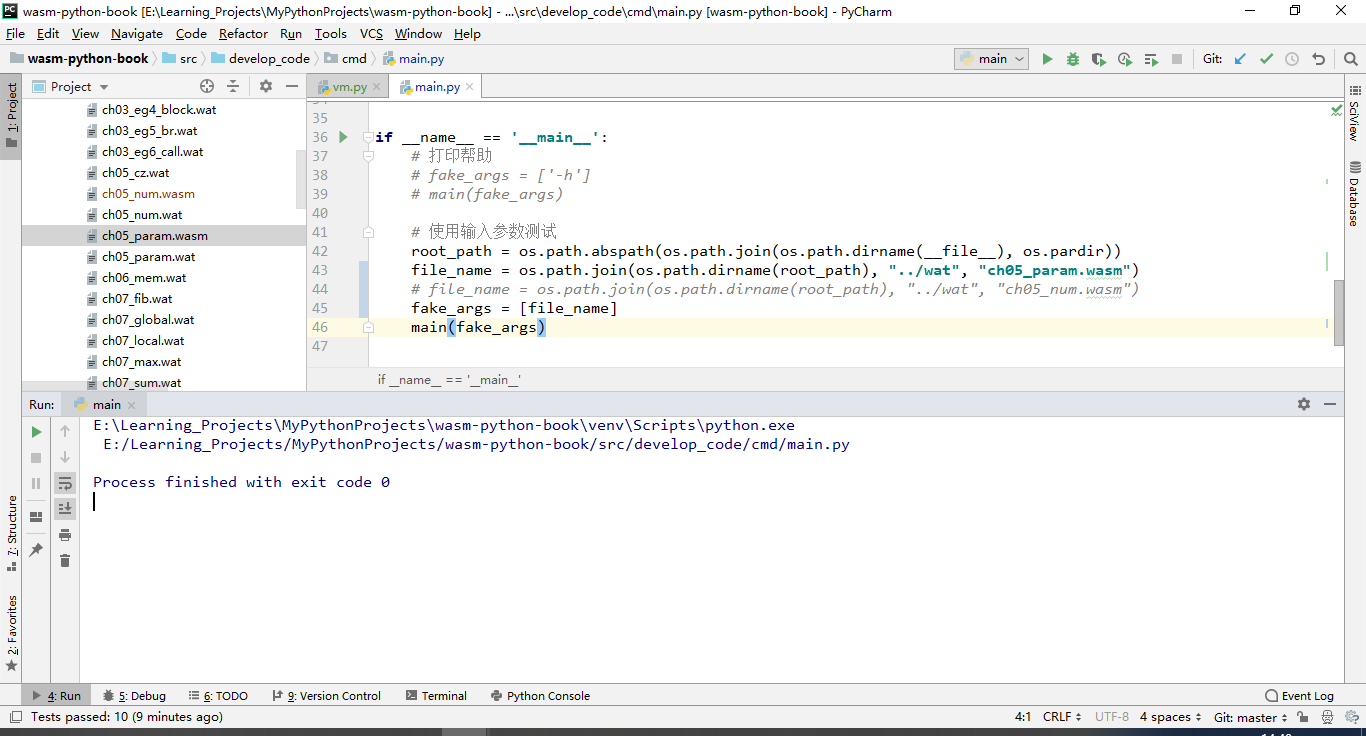 wasm-python-book [E:\Learning_Projects\MyPythonProjects\wasm-python-book] - ...\src\develop_code\cmd\main.py [wasm-python-book] - PyCharm
File Edit View Navigate Code Refactor Run Tools VCS Window Help
wasm-python-book src develop_code cmd main.py main Git:
Project
vm.py main.py
1: Project
ch03_eg4_block.wat
ch03_eg5_br.wat
ch03_eg6_call.wat
ch05_cz.wat
ch05_num.wasm
ch05_num.wat
ch05_param.wasm
ch05_param.wat
ch06_mem.wat
ch07_fib.wat
ch07_global.wat
ch07_local.wat
ch07_max.wat
ch07_sum.wat
35
36 if __name__ == '__main__':
37 # 打印帮助
38 # fake_args = ['-h']
39 # main(fake_args)
40
41 # 使用输入参数测试
42 root_path = os.path.abspath(os.path.join(os.path.dirname(__file__), os.pardir))
43 file_name = os.path.join(os.path.dirname(root_path), "../wat", "ch05_param.wasm")
44 # file_name = os.path.join(os.path.dirname(root_path), "../wat", "ch05_num.wasm")
45 fake_args = [file_name]
46 main(fake_args)
47
if __name__ == '__main__'
SciView
Database
Run: main
E:\Learning_Projects\MyPythonProjects\wasm-python-book\venv\Scripts\python.exe
E:/Learning_Projects/MyPythonProjects/wasm-python-book/src/develop_code/cmd/main.py
Process finished with exit code 0
7: Structure
2: Favorites
4: Run 5: Debug 6: TODO 9: Version Control Terminal Python Console Event Log
Tests passed: 10 (9 minutes ago) 4:1 CRLF UTF-8 4 spaces Git: master